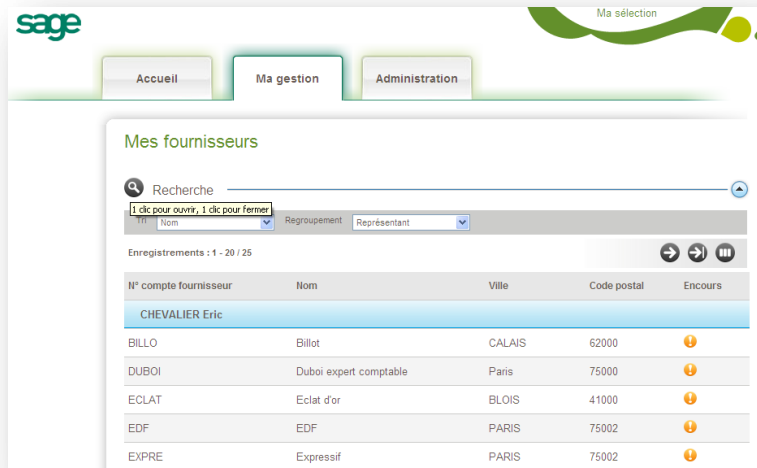 sage
Ma sélection
Accueil
Ma gestion
Administration
Mes fournisseurs
Recherche
1 clic pour ouvrir, 1 clic pour fermer
Tri Nom Regroupement Représentant
Enregistrements : 1 - 20 / 25
N° compte fournisseur Nom Ville Code postal Encours
CHEVALIER Eric
BILLO Billot CALAIS 62000
DUBOI Duboi expert comptable Paris 75000
ECLAT Eclat d'or BLOIS 41000
EDF EDF PARIS 75002
EXPRE Expressif PARIS 75002